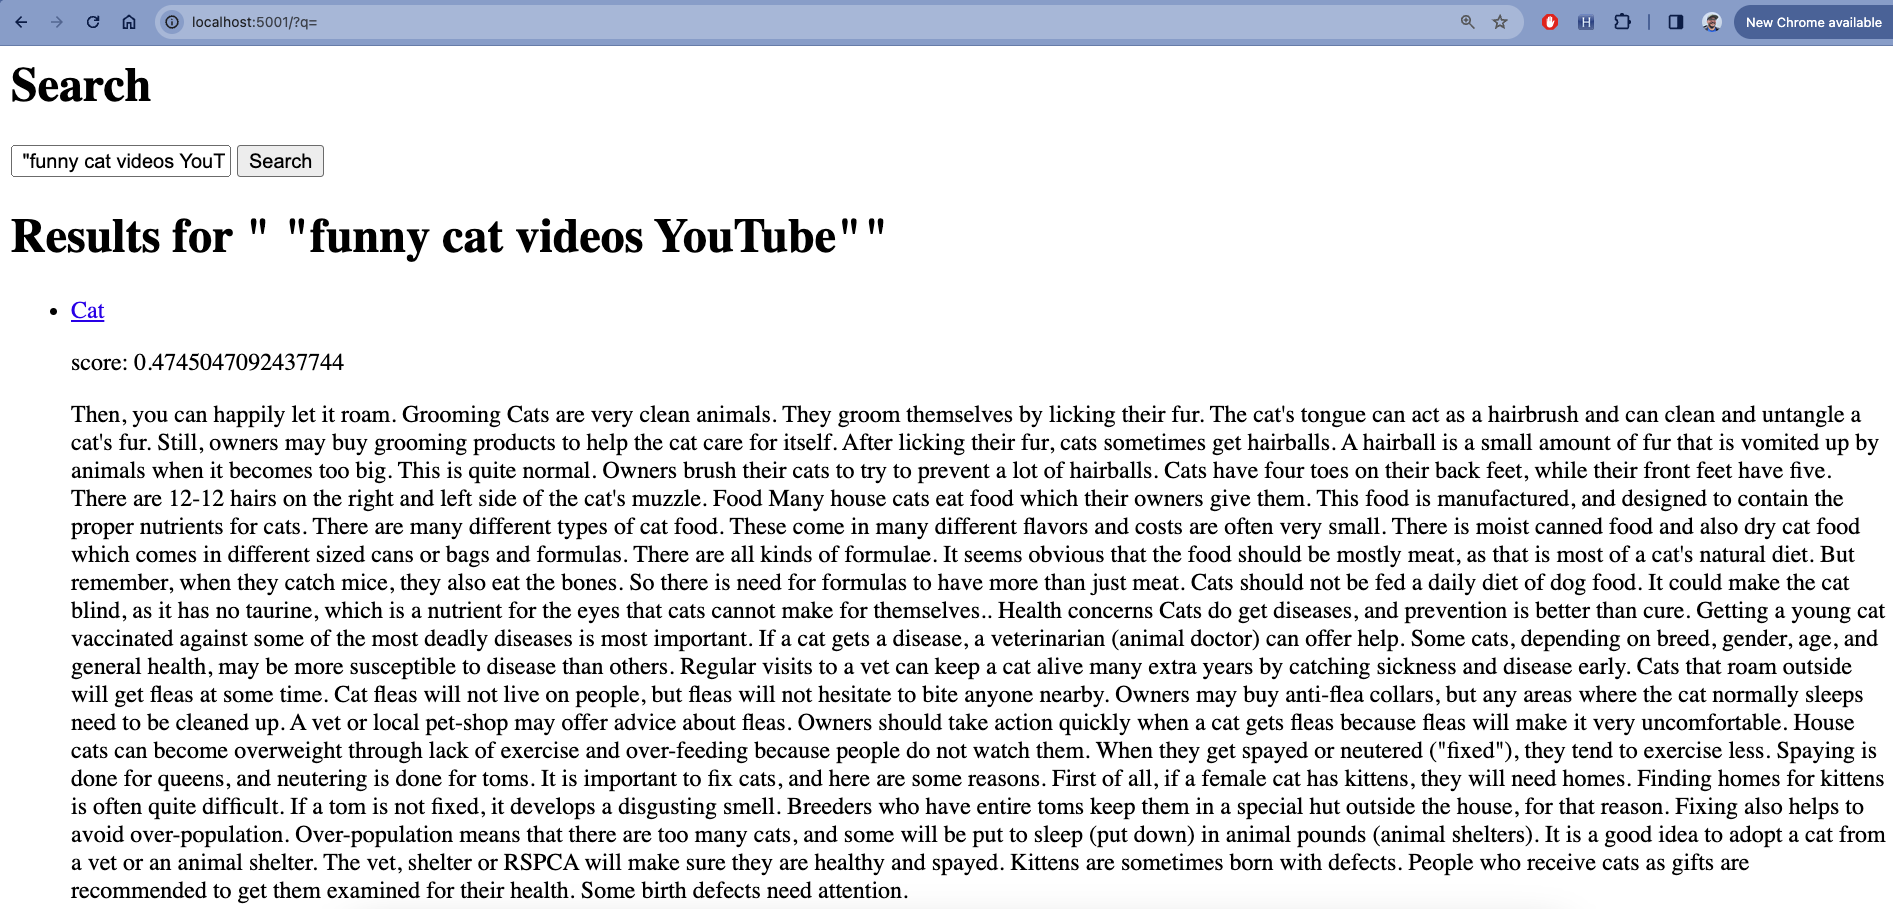 localhost:5001/?q=
H
New Chrome available
Search
"funny cat videos YouT Search
Results for " "funny cat videos YouTube""
Cat
score: 0.4745047092437744
Then, you can happily let it roam. Grooming Cats are very clean animals. They groom themselves by licking their fur. The cat's tongue can act as a hairbrush and can clean and untangle a
cat's fur. Still, owners may buy grooming products to help the cat care for itself. After licking their fur, cats sometimes get hairballs. A hairball is a small amount of fur that is vomited up by
animals when it becomes too big. This is quite normal. Owners brush their cats to try to prevent a lot of hairballs. Cats have four toes on their back feet, while their front feet have five.
There are 12-12 hairs on the right and left side of the cat's muzzle. Food Many house cats eat food which their owners give them. This food is manufactured, and designed to contain the
proper nutrients for cats. There are many different types of cat food. These come in many different flavors and costs are often very small. There is moist canned food and also dry cat food
which comes in different sized cans or bags and formulas. There are all kinds of formulae. It seems obvious that the food should be mostly meat, as that is most of a cat's natural diet. But
remember, when they catch mice, they also eat the bones. So there is need for formulas to have more than just meat. Cats should not be fed a daily diet of dog food. It could make the cat
blind, as it has no taurine, which is a nutrient for the eyes that cats cannot make for themselves.. Health concerns Cats do get diseases, and prevention is better than cure. Getting a young cat
vaccinated against some of the most deadly diseases is most important. If a cat gets a disease, a veterinarian (animal doctor) can offer help. Some cats, depending on breed, gender, age, and
general health, may be more susceptible to disease than others. Regular visits to a vet can keep a cat alive many extra years by catching sickness and disease early. Cats that roam outside
will get fleas at some time. Cat fleas will not live on people, but fleas will not hesitate to bite anyone nearby. Owners may buy anti-flea collars, but any areas where the cat normally sleeps
need to be cleaned up. A vet or local pet-shop may offer advice about fleas. Owners should take action quickly when a cat gets fleas because fleas will make it very uncomfortable. House
cats can become overweight through lack of exercise and over-feeding because people do not watch them. When they get spayed or neutered ("fixed"), they tend to exercise less. Spaying is
done for queens, and neutering is done for toms. It is important to fix cats, and here are some reasons. First of all, if a female cat has kittens, they will need homes. Finding homes for kittens
is often quite difficult. If a tom is not fixed, it develops a disgusting smell. Breeders who have entire toms keep them in a special hut outside the house, for that reason. Fixing also helps to
avoid over-population. Over-population means that there are too many cats, and some will be put to sleep (put down) in animal pounds (animal shelters). It is a good idea to adopt a cat from
a vet or an animal shelter. The vet, shelter or RSPCA will make sure they are healthy and spayed. Kittens are sometimes born with defects. People who receive cats as gifts are
recommended to get them examined for their health. Some birth defects need attention.